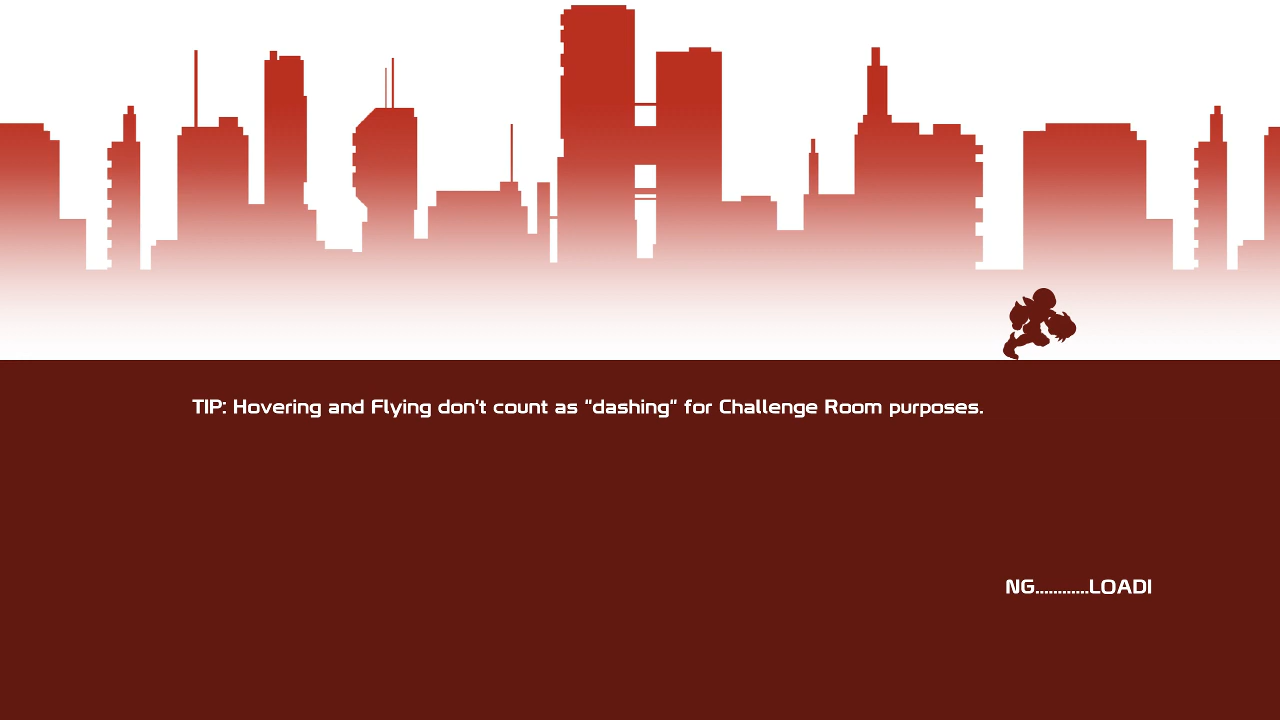 TIP: Hovering and Flying don't count as "dashing" for Challenge Room purposes.
NG............LOADI